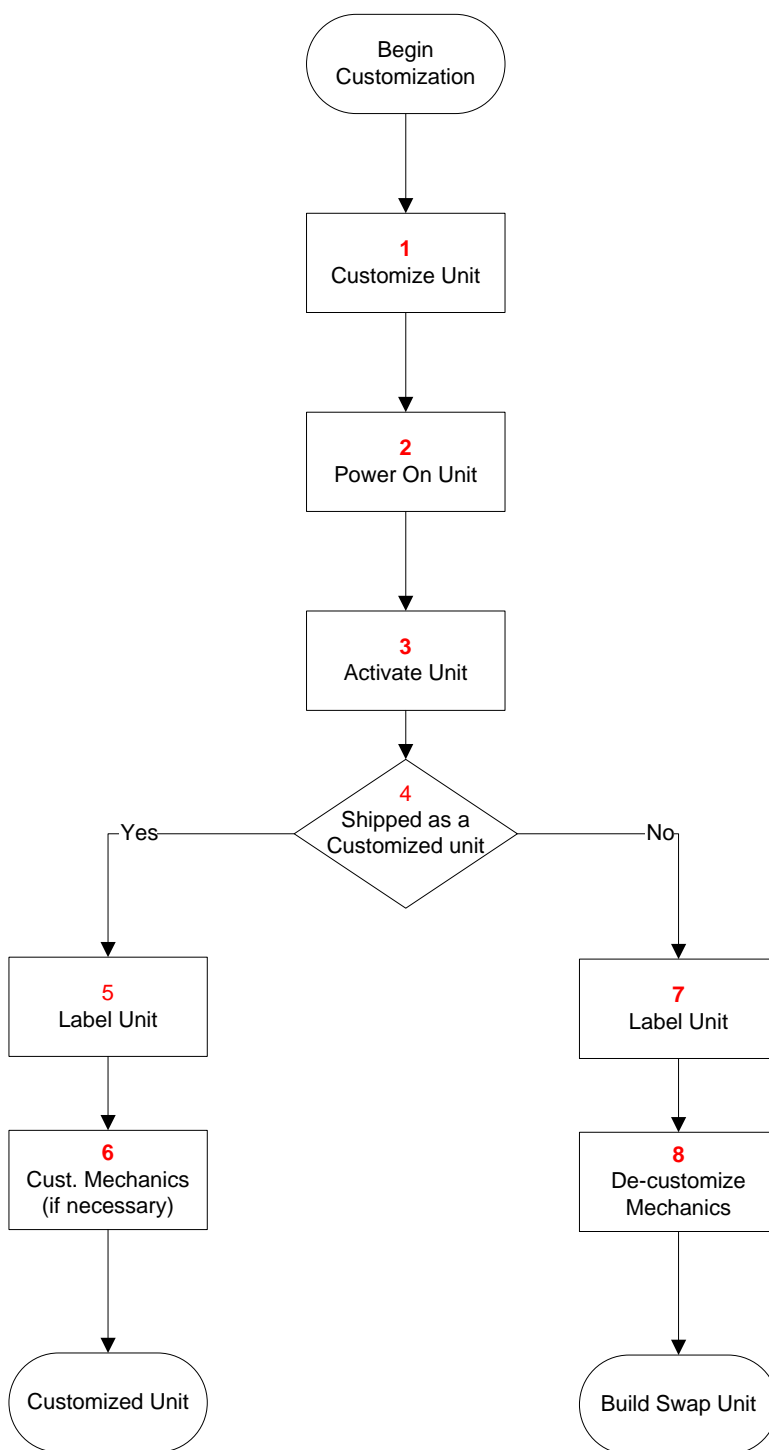 Begin
Customization
1
Customize Unit
2
Power On Unit
3
Activate Unit
4
Shipped as a
Customized unit
Yes
No
5
Label Unit
7
Label Unit
6
Cust. Mechanics
(if necessary)
8
De-customize
Mechanics
Customized Unit
Build Swap Unit